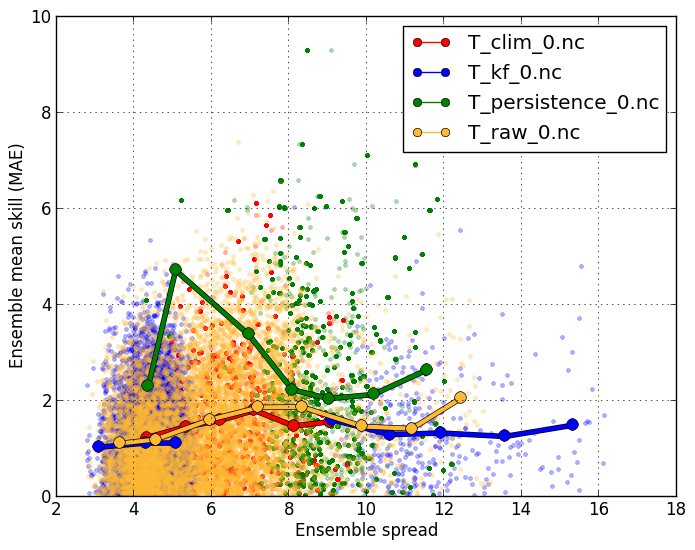 10
8
6
4
2
0
Ensemble mean skill (MAE)
T_clim_0.nc
T_kf_0.nc
T_persistence_0.nc
T_raw_0.nc
2 4 6 8 10 12 14 16 18
Ensemble spread